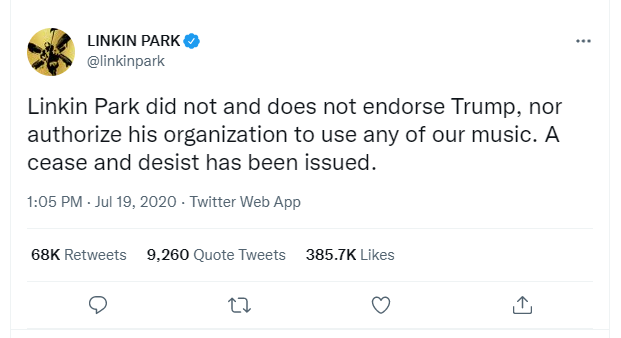 LINKIN PARK
@linkinpark
Linkin Park did not and does not endorse Trump, nor
authorize his organization to use any of our music. A
cease and desist has been issued.
1:05 PM · Jul 19, 2020 · Twitter Web App
68K Retweets 9,260 Quote Tweets 385.7K Likes